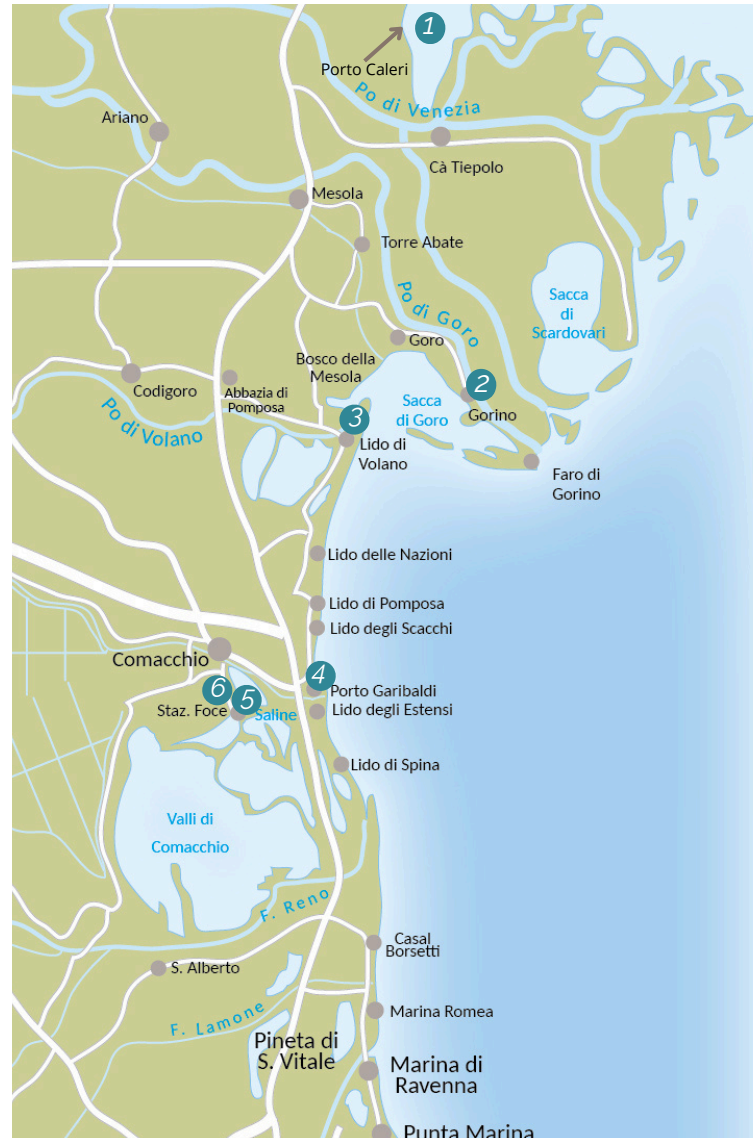 1
Porto Caleri
Po di Venezia
Ariano
Cà Tiepolo
Mesola
Torre Abate
Sacca
di
Scardovari
Po di Goro
Goro
Bosco della
Mesola
2
Codigoro
Abbazia di
Pomposa
Sacca
di Goro
Gorino
Po di Volano
3
Lido di
Volano
Faro di
Gorino
Lido delle Nazioni
Lido di Pomposa
Lido degli Scacchi
Comacchio
4
6
5
Porto Garibaldi
Staz. Foce
Saline
Lido degli Estensi
Lido di Spina
Valli di
Comacchio
F. Reno
Casal
Borsetti
S. Alberto
Marina Romea
F. Lamone
Pineta di
S. Vitale
Marina di
Ravenna
Punta Marina